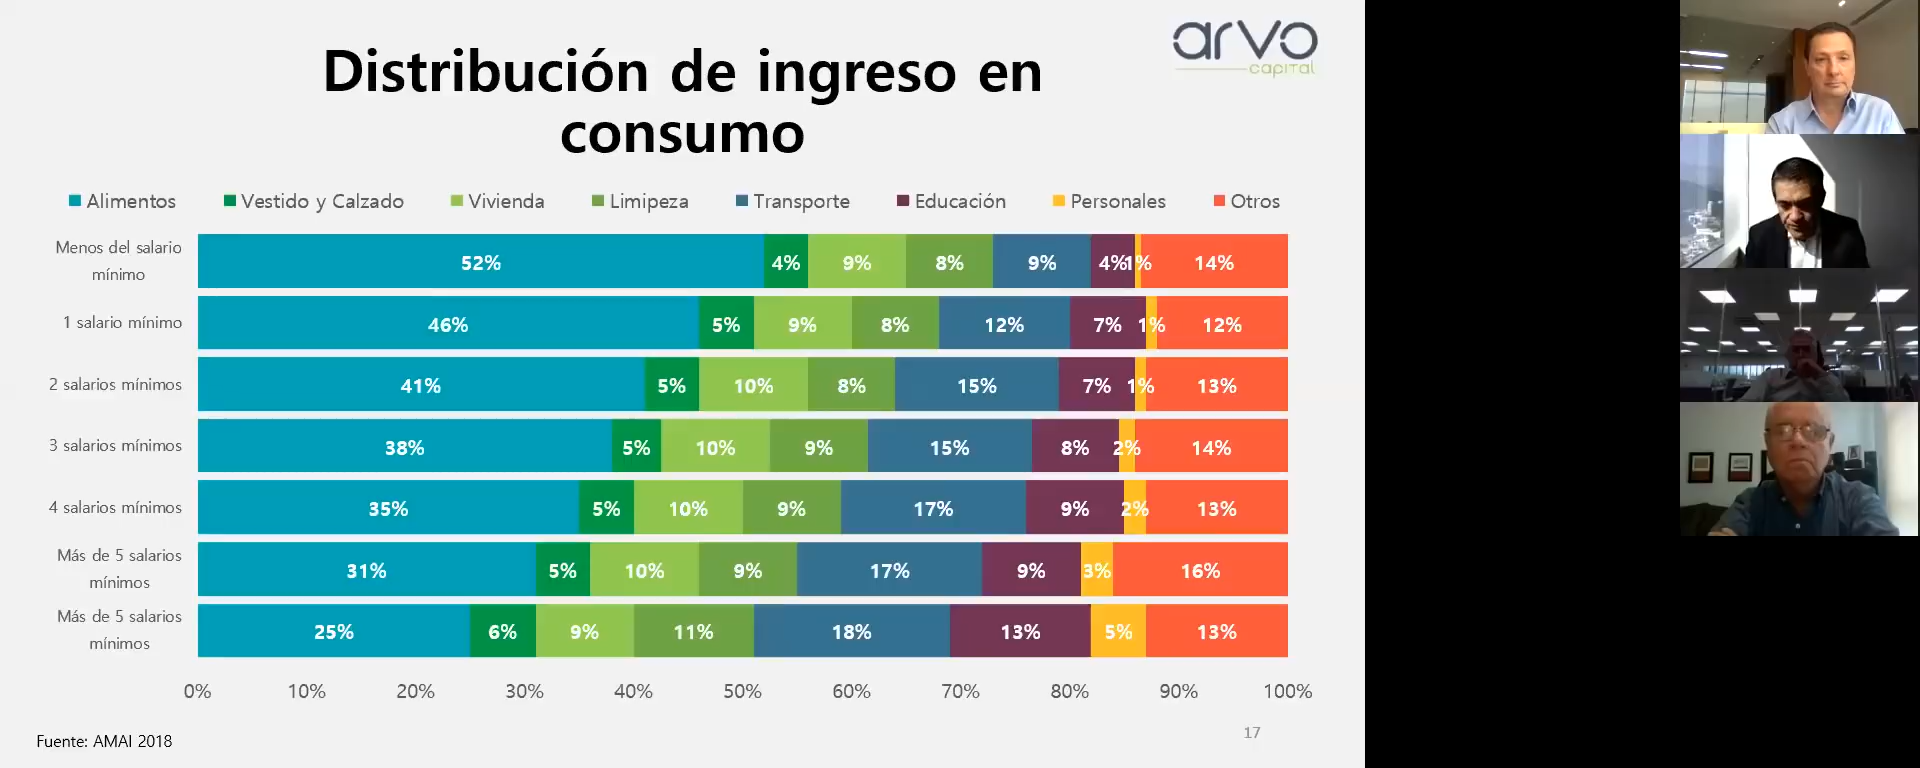 arvo
capital
Distribución de ingreso en
consumo
Alimentos Vestido y Calzado Vivienda Limipeza Transporte Educación Personales Otros
Menos del salario
mínimo
52% 4% 9% 8% 9% 4% 1% 14%
1 salario mínimo
46% 5% 9% 8% 12% 7% 1% 12%
2 salarios mínimos
41% 5% 10% 8% 15% 7% 1% 13%
3 salarios mínimos
38% 5% 10% 9% 15% 8% 2% 14%
4 salarios mínimos
35% 5% 10% 9% 17% 9% 2% 13%
Más de 5 salarios
mínimos
31% 5% 10% 9% 17% 9% 3% 16%
Más de 5 salarios
mínimos
25% 6% 9% 11% 18% 13% 5% 13%
0% 10% 20% 30% 40% 50% 60% 70% 80% 90% 100%
17
Fuente: AMAI 2018